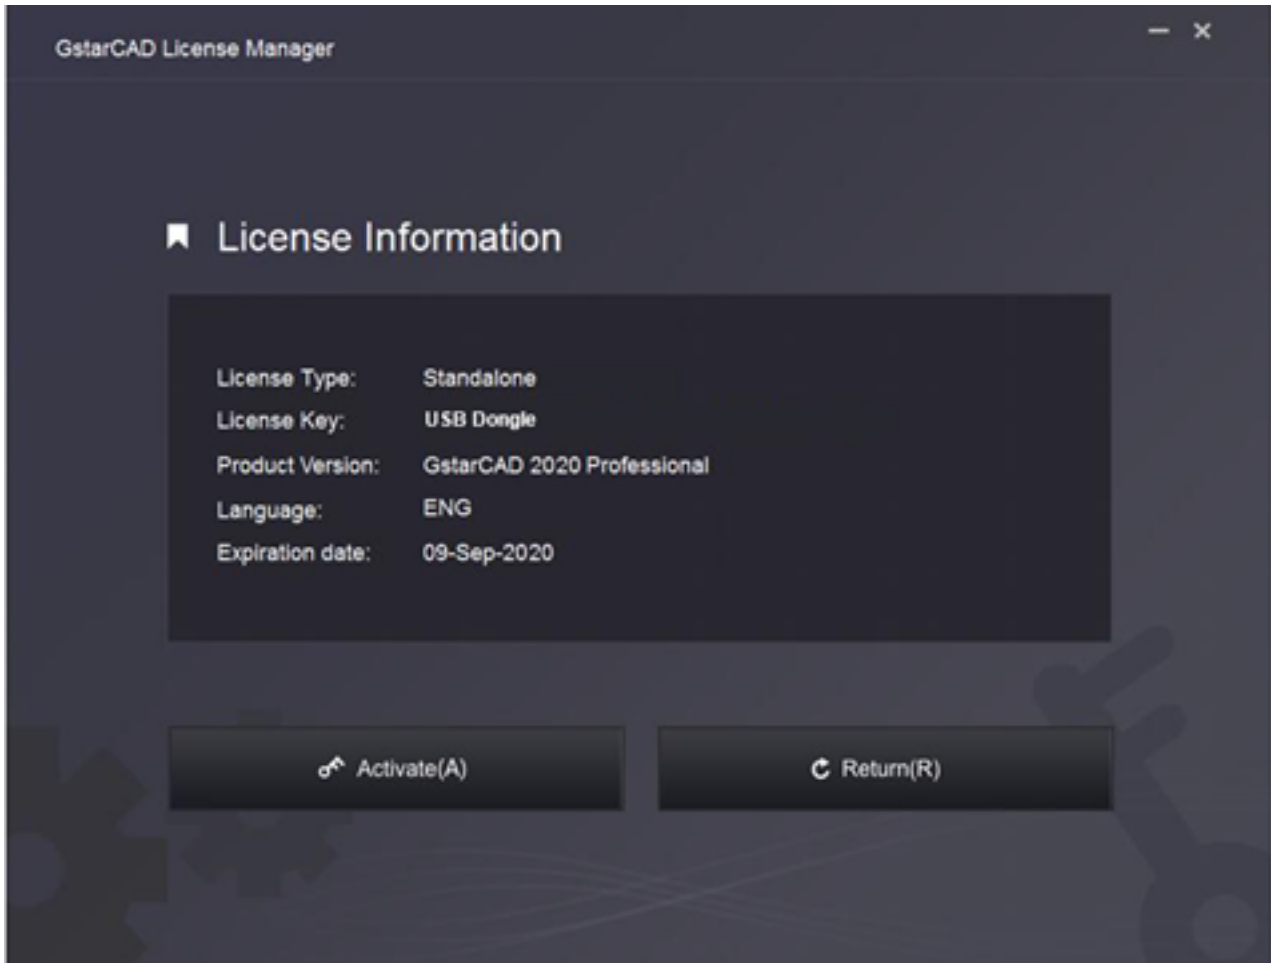 GstarCAD License Manager
License Information
License Type: Standalone
License Key: USB Dongle
Product Version: GstarCAD 2020 Professional
Language: ENG
Expiration date: 09-Sep-2020
Activate(A) Return(R)